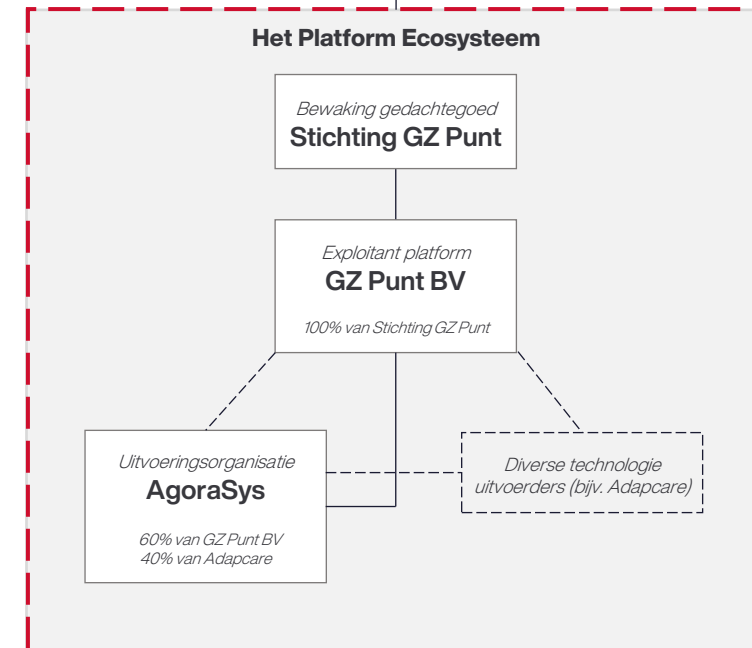 Het Platform Ecosysteem
Bewaking gedachtegoed
Stichting GZ Punt
Exploitant platform
GZ Punt BV
100% van Stichting GZ Punt
Uitvoeringsorganisatie
AgoraSys
60% van GZ Punt BV
40% van Adapcare
Diverse technologie
uitvoerders (bijv. Adapcare)